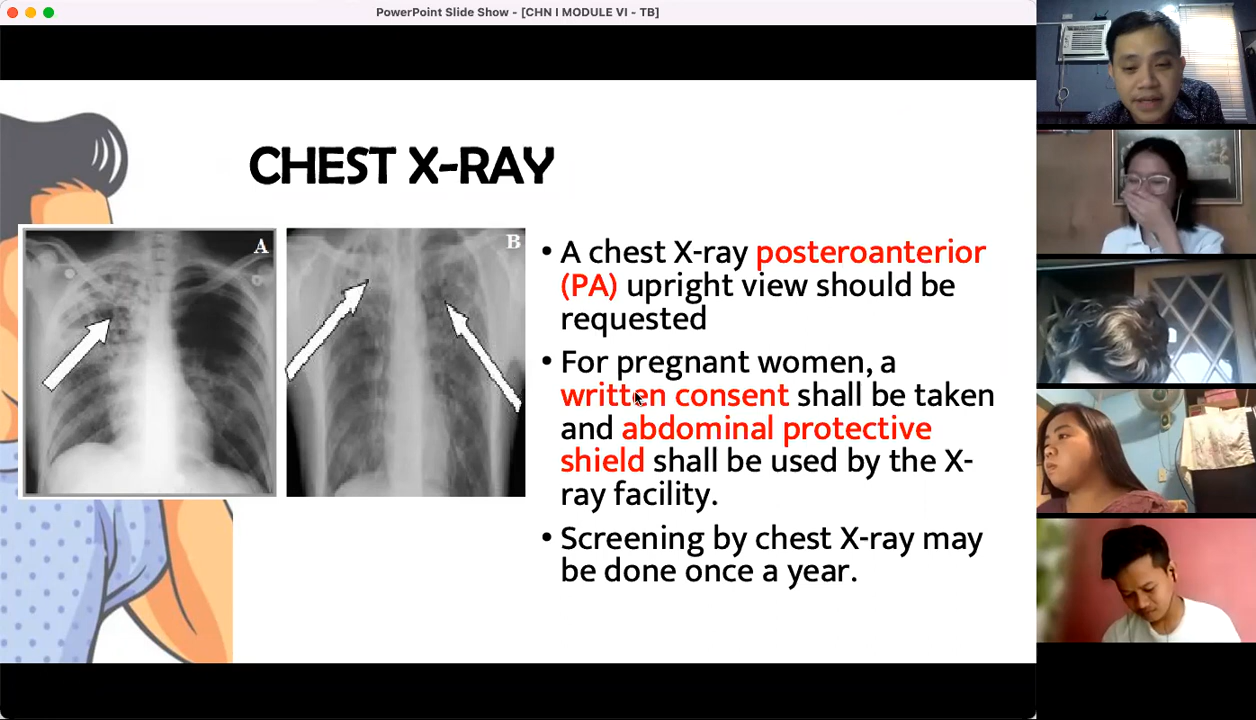 PowerPoint Slide Show - [CHN I MODULE VI - TB]
CHEST X-RAY
A
B
• A chest X-ray posteroanterior
(PA) upright view should be
requested
• For pregnant women, a
written consent shall be taken
and abdominal protective
shield shall be used by the X-
ray facility.
• Screening by chest X-ray may
be done once a year.